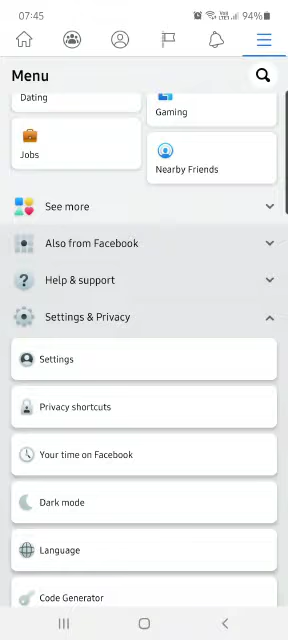 07:45 94%
Menu
Dating
Gaming
Jobs
Nearby Friends
See more
Also from Facebook
Help & support
Settings & Privacy
Settings
Privacy shortcuts
Your time on Facebook
Dark mode
Language
Code Generator